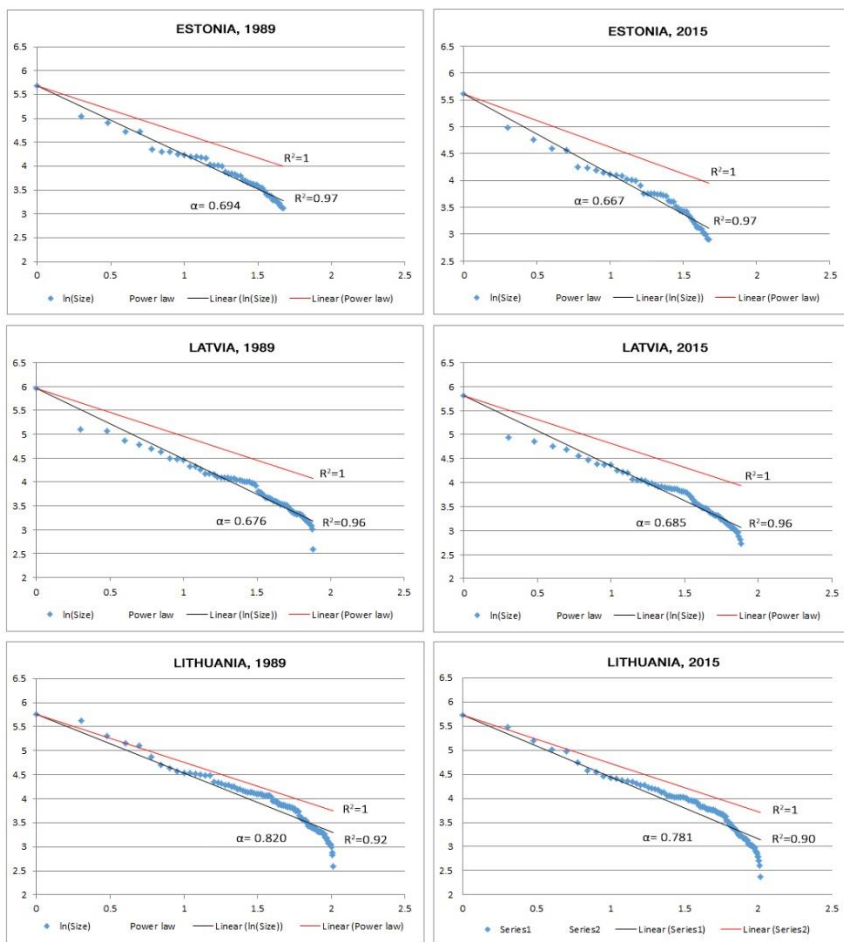 ESTONIA, 1989
6.5
6
5.5
5
4.5
4
3.5
3
2.5
2
0 0.5 1 1.5 2 2.5
R²=1
R²=0.97
α= 0.694
ln(Size) Power law Linear (ln(Size)) Linear (Power law)
ESTONIA, 2015
6.5
6
5.5
5
4.5
4
3.5
3
2.5
2
0 0.5 1 1.5 2 2.5
R²=1
R²=0.97
α= 0.667
ln(Size) Power law Linear (ln(Size)) Linear (Power law)
LATVIA, 1989
6.5
6
5.5
5
4.5
4
3.5
3
2.5
2
0 0.5 1 1.5 2 2.5
R²=1
α= 0.676 R²=0.96
ln(Size) Power law Linear (ln(Size)) Linear (Power law)
LATVIA, 2015
6.5
6
5.5
5
4.5
4
3.5
3
2.5
2
0 0.5 1 1.5 2 2.5
R²=1
α= 0.685 R²=0.96
ln(Size) Power law Linear (ln(Size)) Linear (Power law)
LITHUANIA, 1989
6.5
6
5.5
5
4.5
4
3.5
3
2.5
2
0 0.5 1 1.5 2 2.5
R²=1
α= 0.820 R²=0.92
ln(Size) Power law Linear (ln(Size)) Linear (Power law)
LITHUANIA, 2015
6.5
6
5.5
5
4.5
4
3.5
3
2.5
2
0 0.5 1 1.5 2 2.5
R²=1
α= 0.781 R²=0.90
Series1 Series2 Linear (Series1) Linear (Series2)